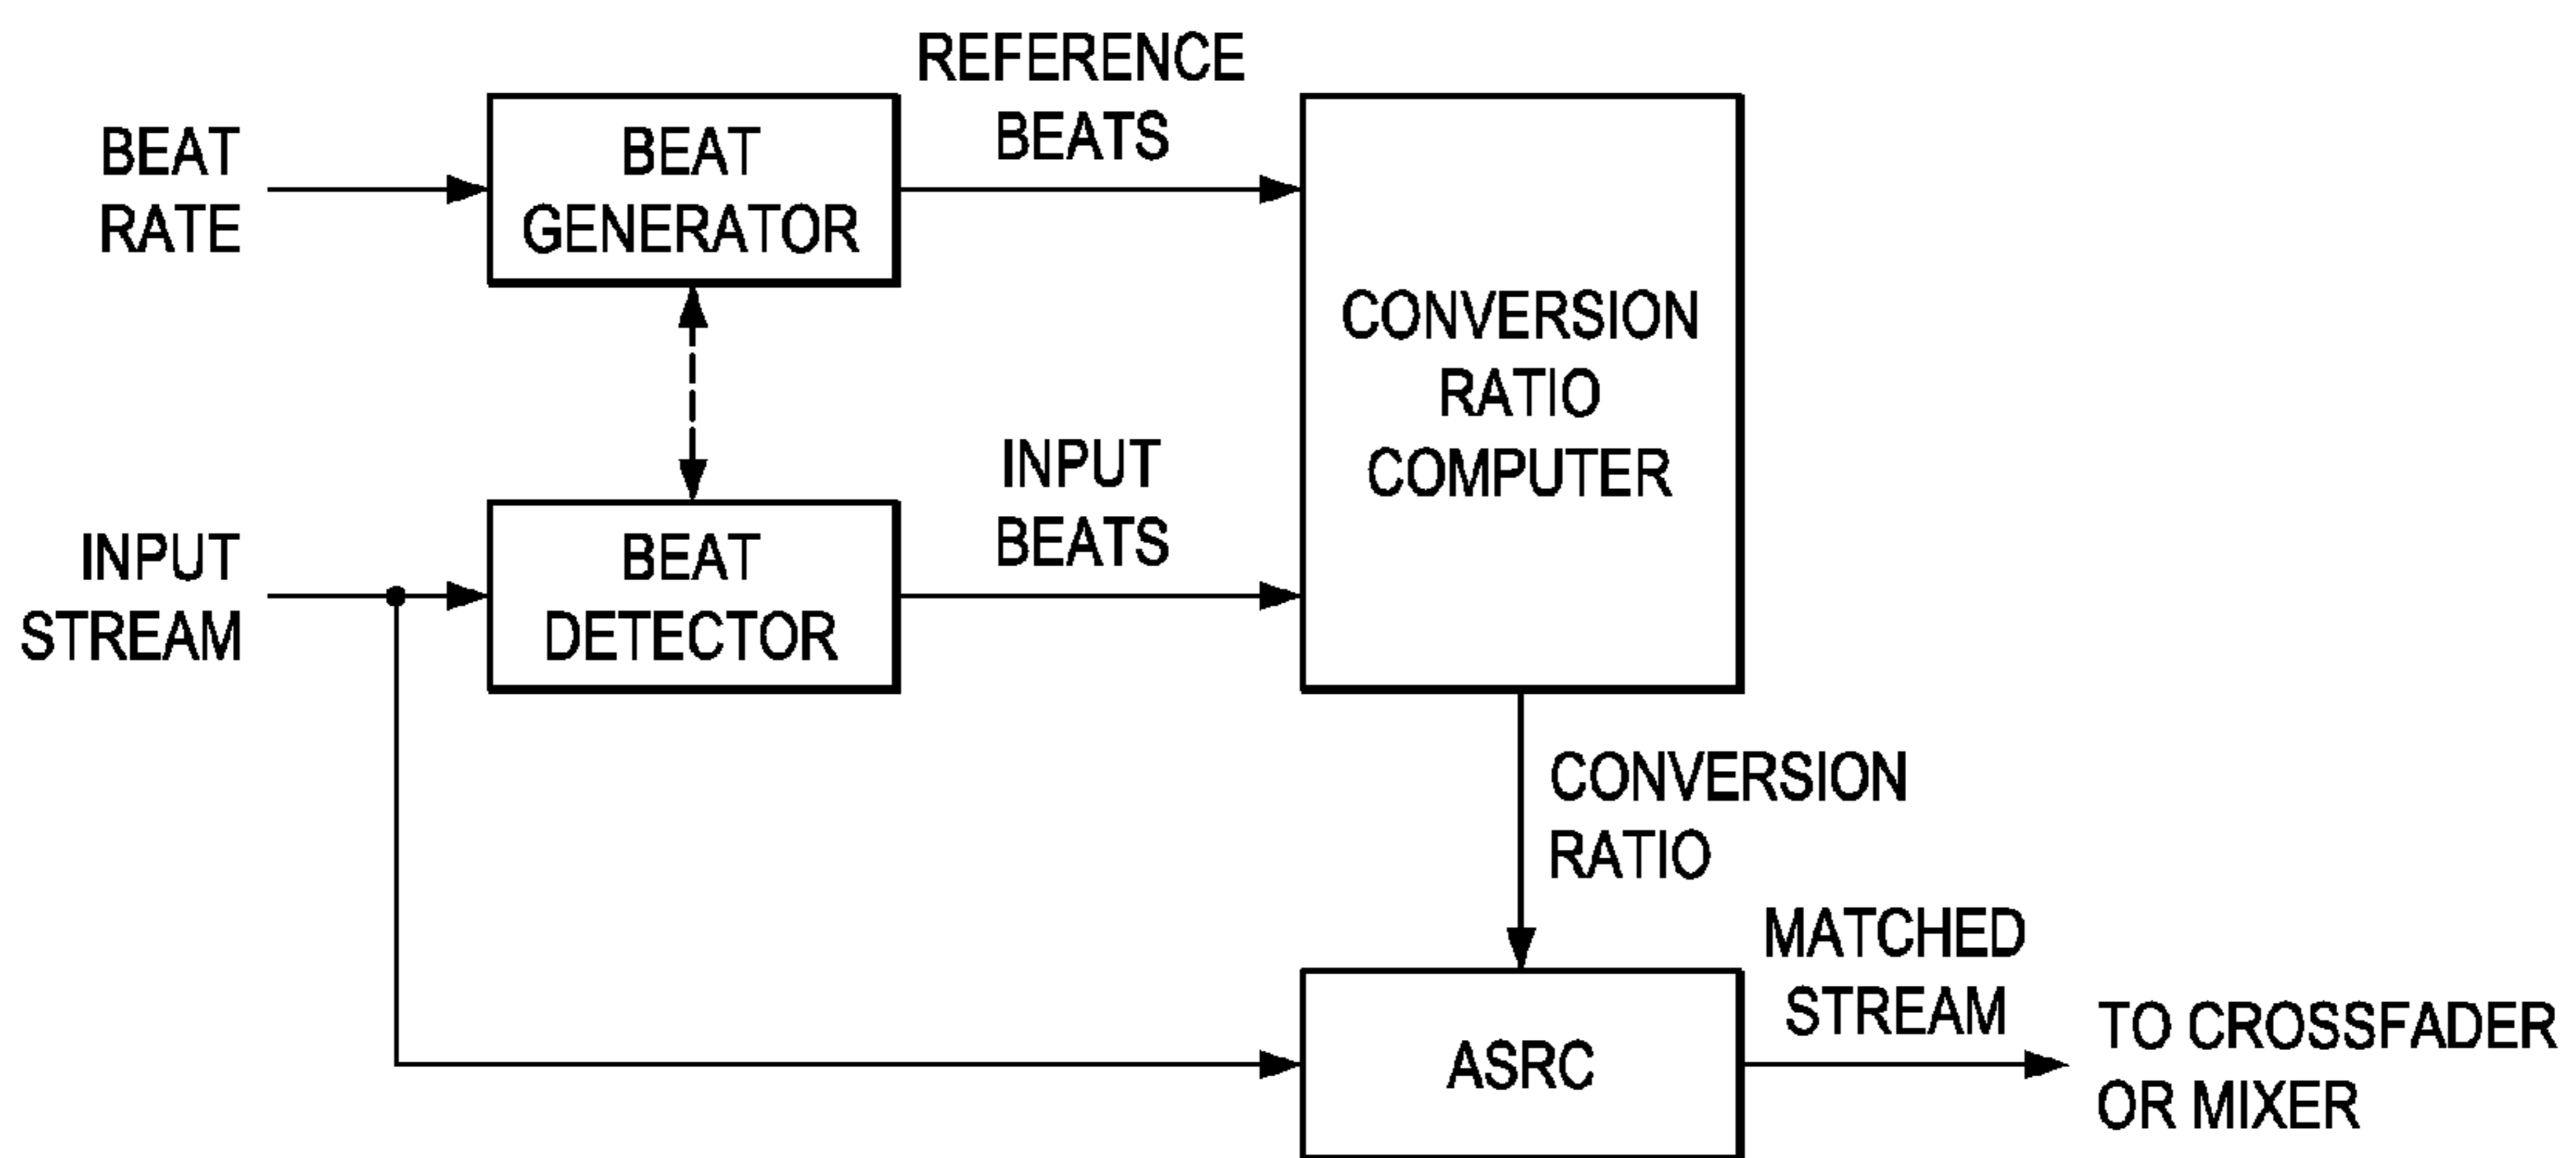 BEAT
RATE
BEAT
GENERATOR
REFERENCE
BEATS
CONVERSION
RATIO
COMPUTER
INPUT
STREAM
BEAT
DETECTOR
INPUT
BEATS
CONVERSION
RATIO
ASRC
MATCHED
STREAM
TO CROSSFADER
OR MIXER